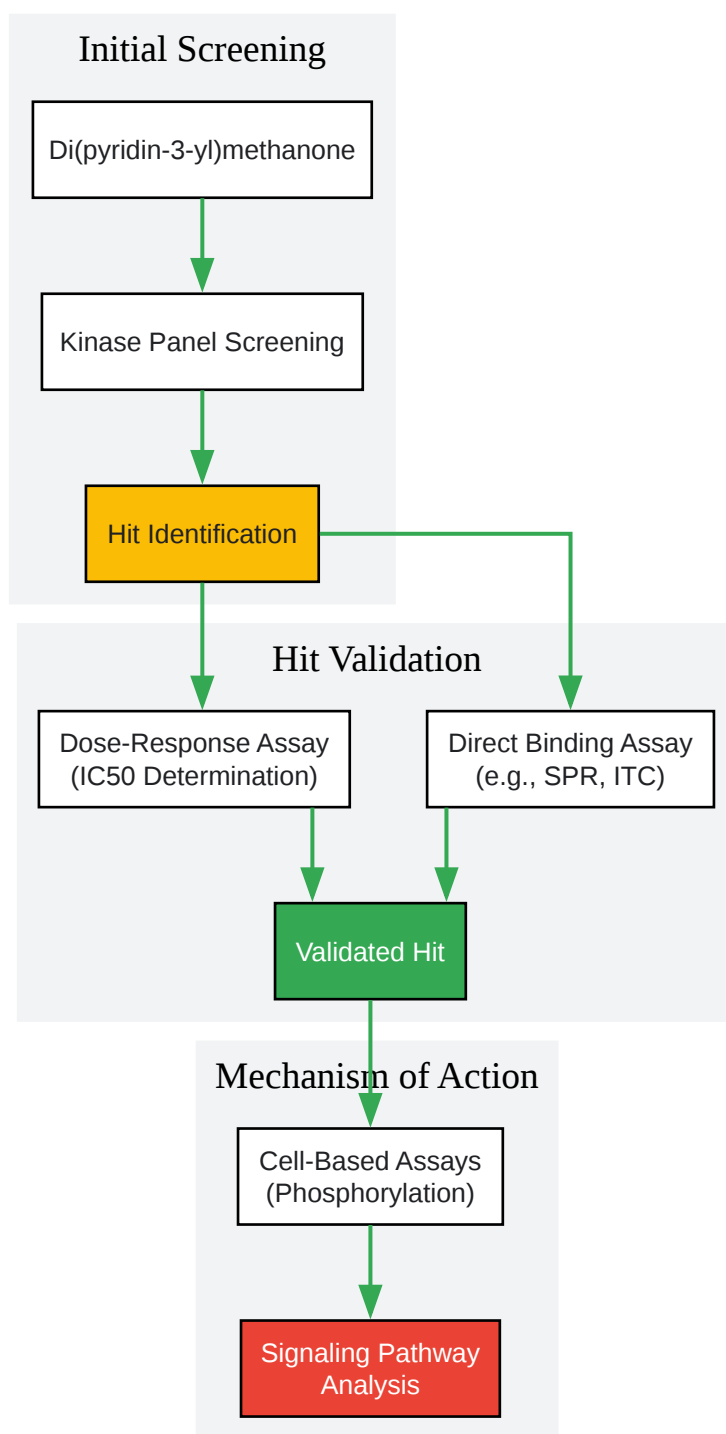 Initial Screening
Di(pyridin-3-yl)methanone
Kinase Panel Screening
Hit Identification
Hit Validation
Dose-Response Assay
(IC50 Determination)
Direct Binding Assay
(e.g., SPR, ITC)
Validated Hit
Mechanism of Action
Cell-Based Assays
(Phosphorylation)
Signaling Pathway
Analysis